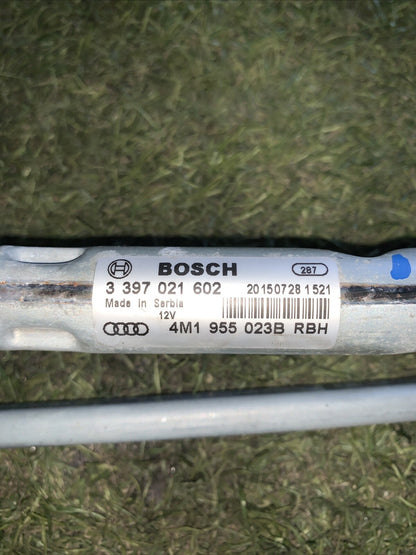 BOSCH 287
3 397 021 602 20150728 1521
Made in Serbia
12V
4M1 955 023B RBH